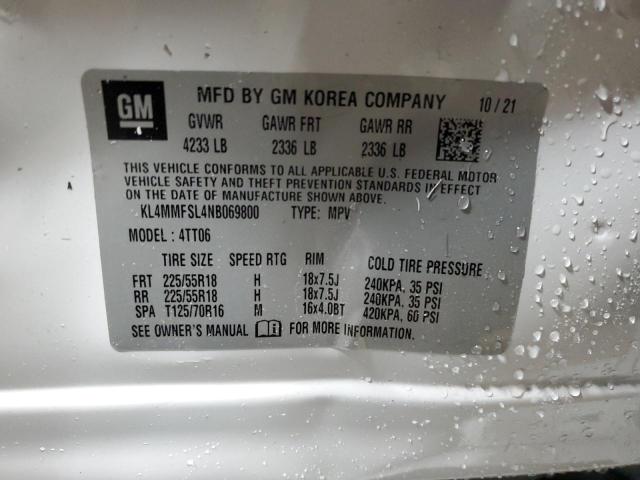 GM
MFD BY GM KOREA COMPANY 10 / 21
GVWR GAWR FRT GAWR RR
4233 LB 2336 LB 2336 LB
THIS VEHICLE CONFORMS TO ALL APPLICABLE U.S. FEDERAL MOTOR
VEHICLE SAFETY AND THEFT PREVENTION STANDARDS IN EFFECT
ON THE DATE OF MANUFACTURE SHOWN ABOVE.
KL4MMFSL4NB069800 TYPE: MPV
MODEL : 4TT06
TIRE SIZE SPEED RTG RIM COLD TIRE PRESSURE
FRT 225/55R18 H 18x7.5J 240KPA, 35 PSI
RR 225/55R18 H 18x7.5J 240KPA, 35 PSI
SPA T125/70R16 M 16x4.0BT 420KPA, 60 PSI
SEE OWNER'S MANUAL FOR MORE INFORMATION.